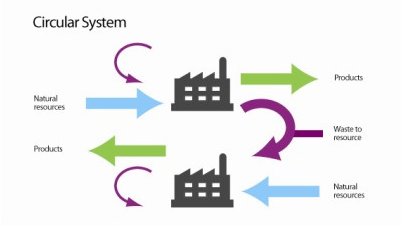 Circular System
Products
Natural
resources
Waste to
resource
Products
Natural
resources